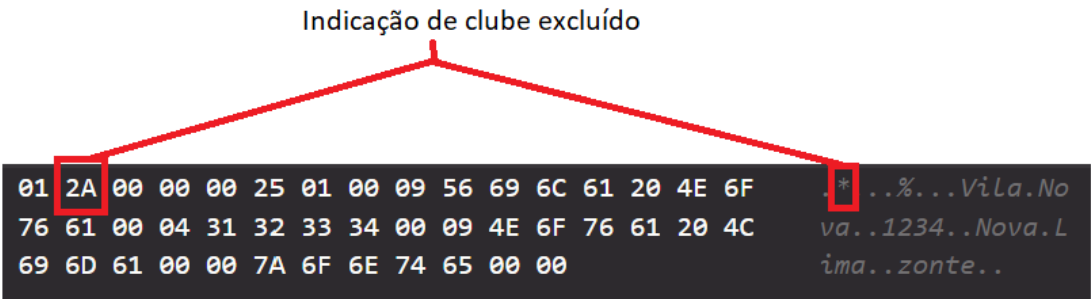 Indicação de clube excluído
01 2A 00 00 00 25 01 00 09 56 69 6C 61 20 4E 6F .*...%...Vila.No
76 61 00 04 31 32 33 34 00 09 4E 6F 76 61 20 4C va..1234..Nova.L
69 6D 61 00 00 7A 6F 6E 74 65 00 00 ima..zonte..